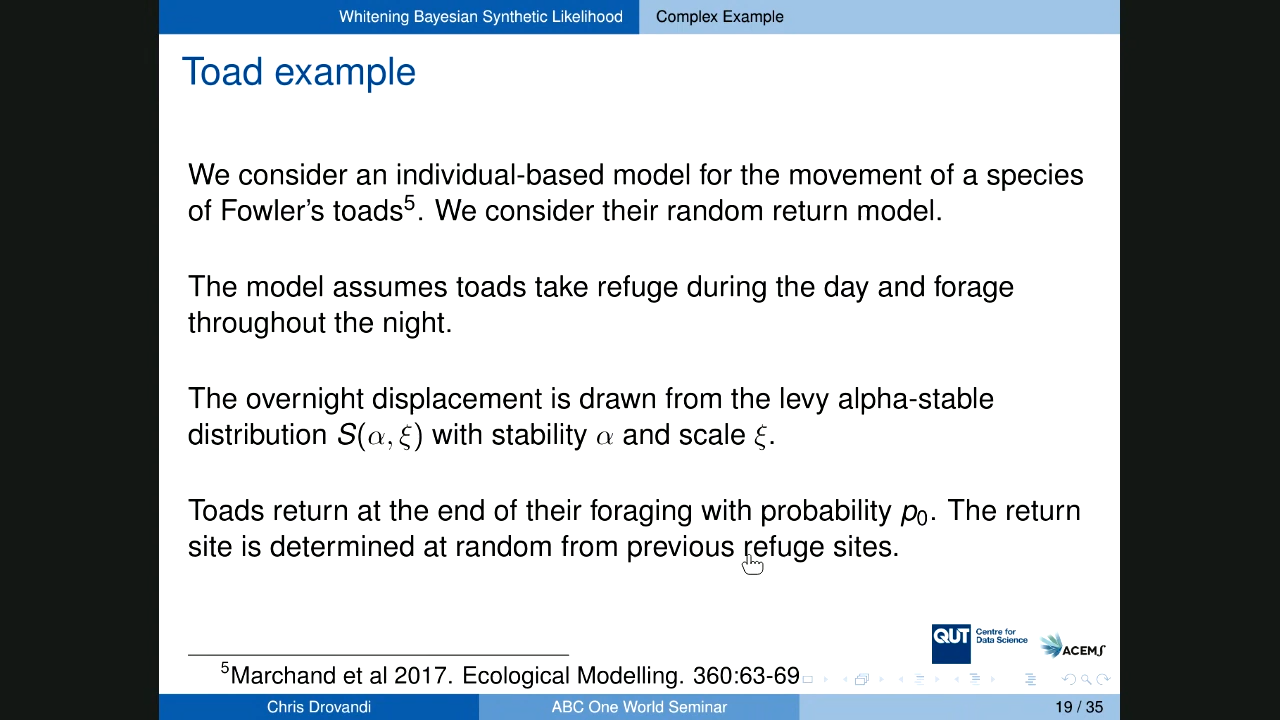 Whitening Bayesian Synthetic Likelihood Complex Example
Toad example
We consider an individual-based model for the movement of a species
of Fowler's toads⁵. We consider their random return model.
The model assumes toads take refuge during the day and forage
throughout the night.
The overnight displacement is drawn from the levy alpha-stable
distribution S(α, ξ) with stability α and scale ξ.
Toads return at the end of their foraging with probability p₀. The return
site is determined at random from previous refuge sites.
QUT Centre for
Data Science
ACEMS
⁵Marchand et al 2017. Ecological Modelling. 360:63-69
Chris Drovandi ABC One World Seminar 19 / 35